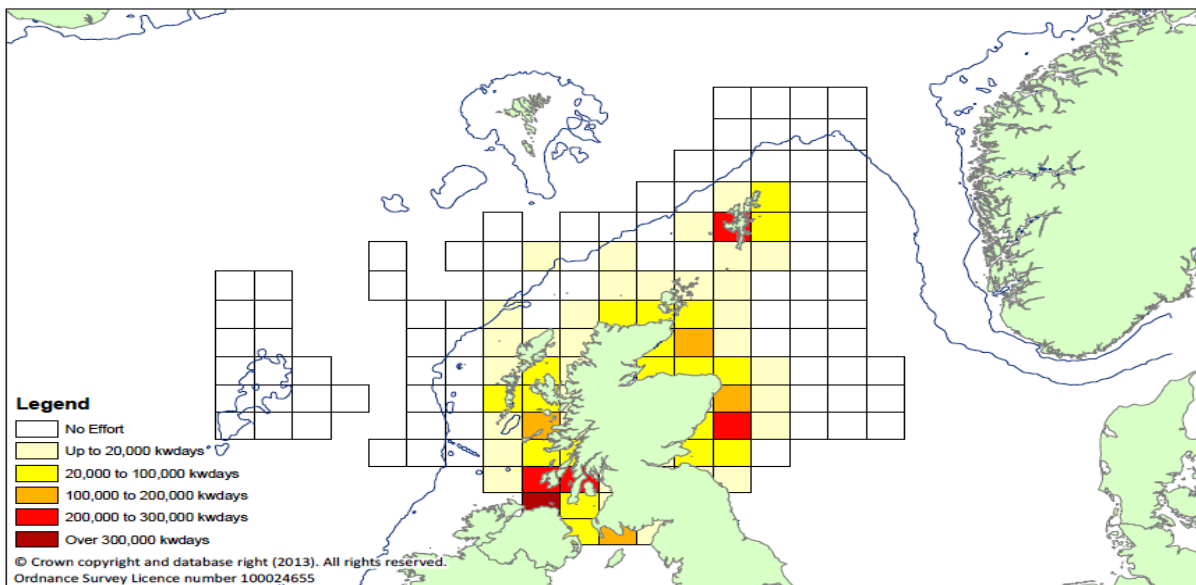 Legend
No Effort
Up to 20,000 kwdays
20,000 to 100,000 kwdays
100,000 to 200,000 kwdays
200,000 to 300,000 kwdays
Over 300,000 kwdays
© Crown copyright and database right (2013). All rights reserved.
Ordnance Survey Licence number 100024655